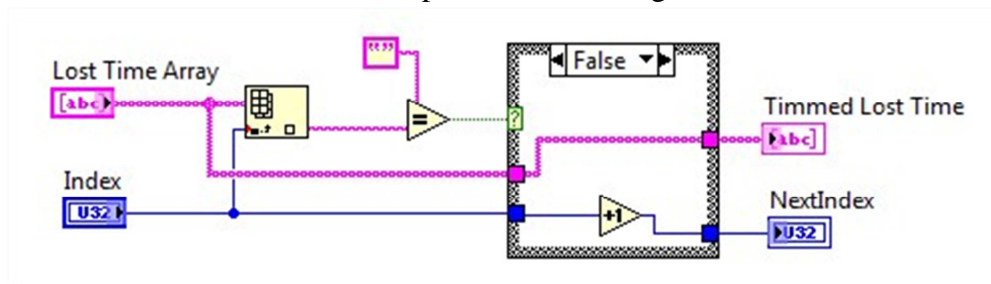 Lost Time Array
[abc]
Index
U32
""
=
?
False
+1
Timmed Lost Time
[abc]
NextIndex
U32